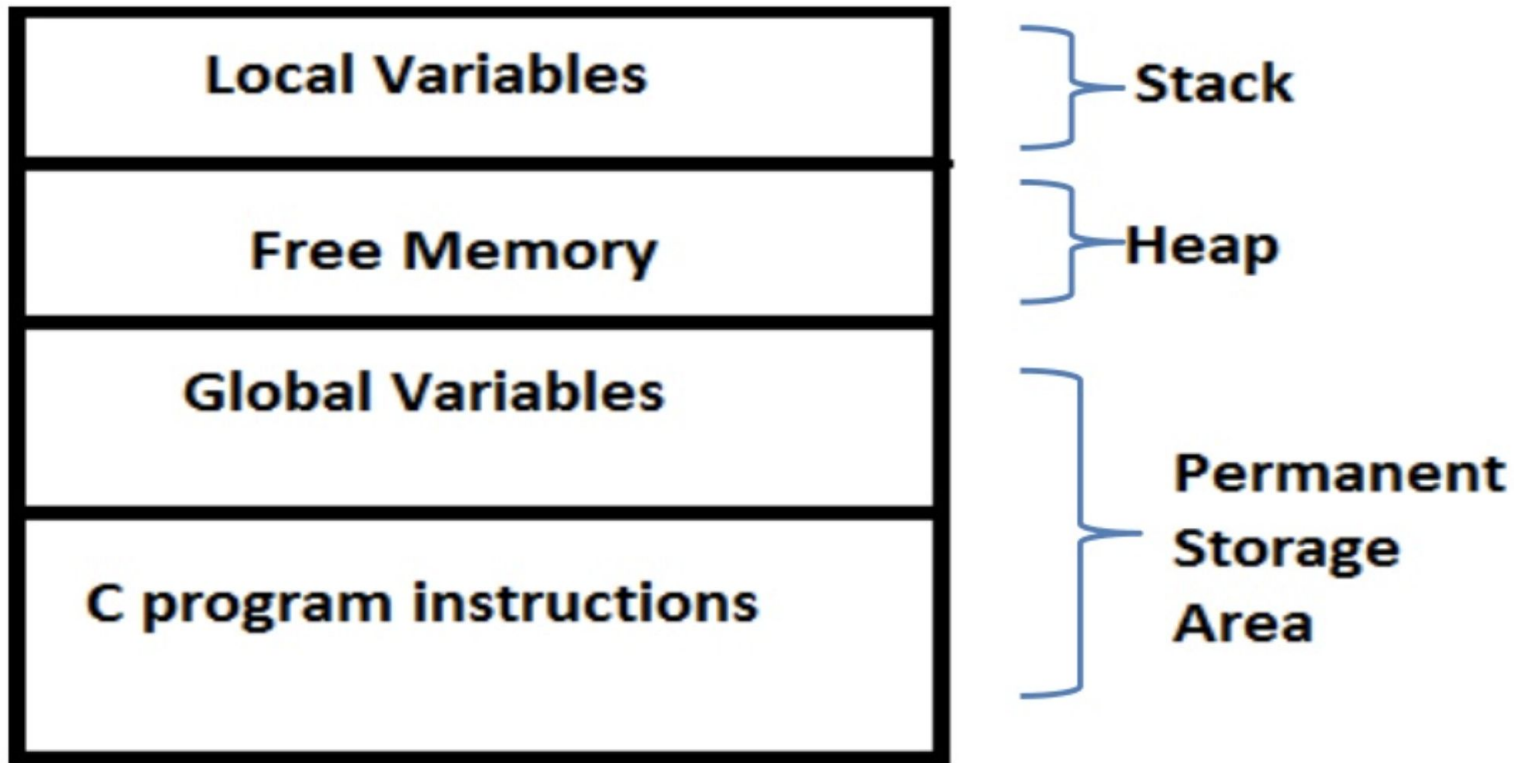 Local Variables
Stack
Free Memory
Heap
Global Variables
C program instructions
Permanent
Storage
Area